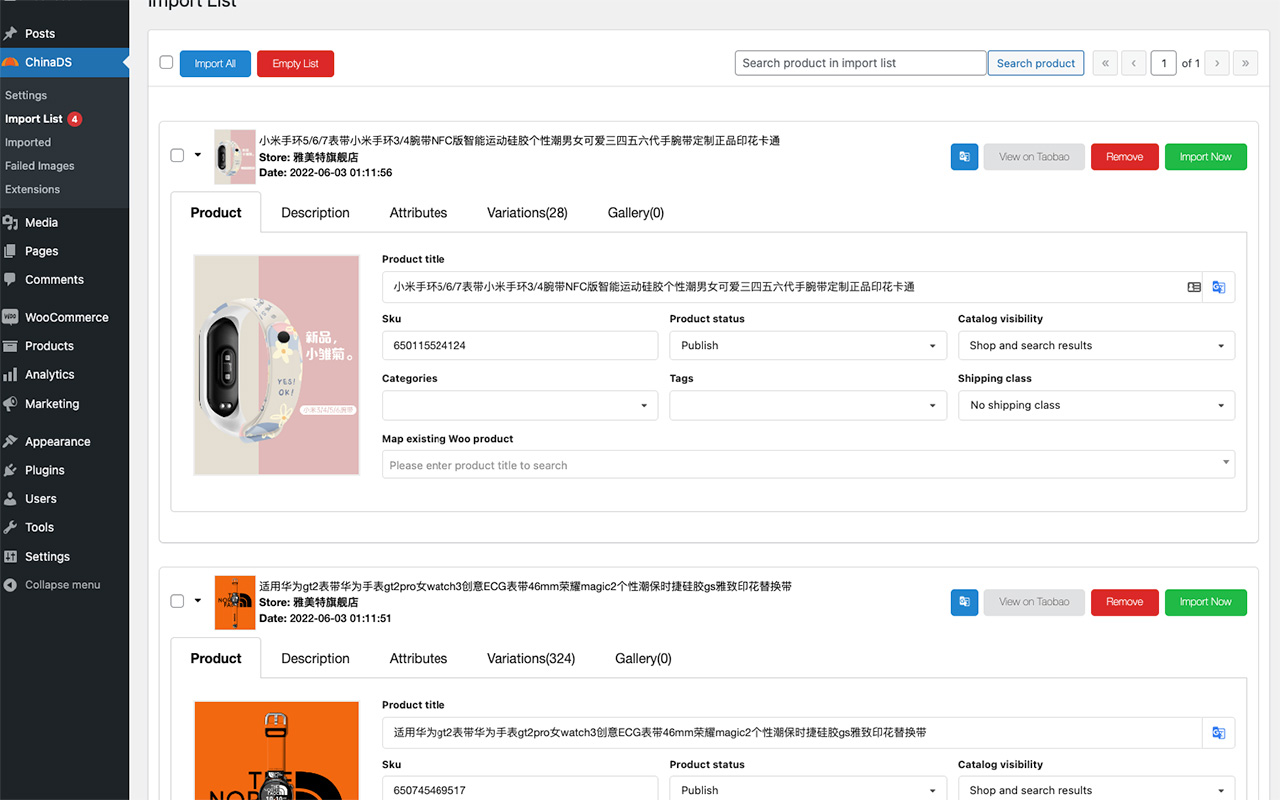 Import List
Posts
ChinaDS
Settings
Import List 4
Imported
Failed Images
Extensions
Media
Pages
Comments
WooCommerce
Products
Analytics
Marketing
Appearance
Plugins
Users
Tools
Settings
Collapse menu
Import All
Empty List
Search product in import list
Search product
« ‹ 1 of 1 › »
小米手环5/6/7表带小米手环3/4腕带NFC版智能运动硅胶个性潮男女可爱三四五六代手腕带定制正品印花卡通
Store: 雅美特旗舰店
Date: 2022-06-03 01:11:56
View on Taobao
Remove
Import Now
Product
Description
Attributes
Variations(28)
Gallery(0)
新品，
小雏菊。
YES!
OK!
小米3/4/5/6腕带
Product title
小米手环5/6/7表带小米手环3/4腕带NFC版智能运动硅胶个性潮男女可爱三四五六代手腕带定制正品印花卡通
Sku
Product status
Catalog visibility
650115524124
Publish
Shop and search results
Categories
Tags
Shipping class
No shipping class
Map existing Woo product
Please enter product title to search
适用华为gt2表带华为手表gt2pro女watch3创意ECG表带46mm荣耀magic2个性潮保时捷硅胶gs雅致印花替换带
Store: 雅美特旗舰店
Date: 2022-06-03 01:11:51
View on Taobao
Remove
Import Now
Product
Description
Attributes
Variations(324)
Gallery(0)
Product title
适用华为gt2表带华为手表gt2pro女watch3创意ECG表带46mm荣耀magic2个性潮保时捷硅胶gs雅致印花替换带
Sku
Product status
Catalog visibility
650745469517
Publish
Shop and search results